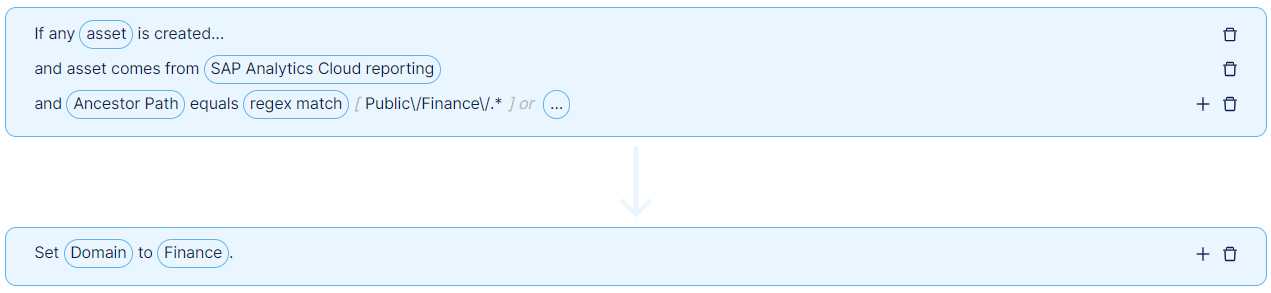 If any asset is created...
and asset comes from SAP Analytics Cloud reporting
and Ancestor Path equals regex match [ Public\/Finance\/.* ] or ...
Set Domain to Finance.